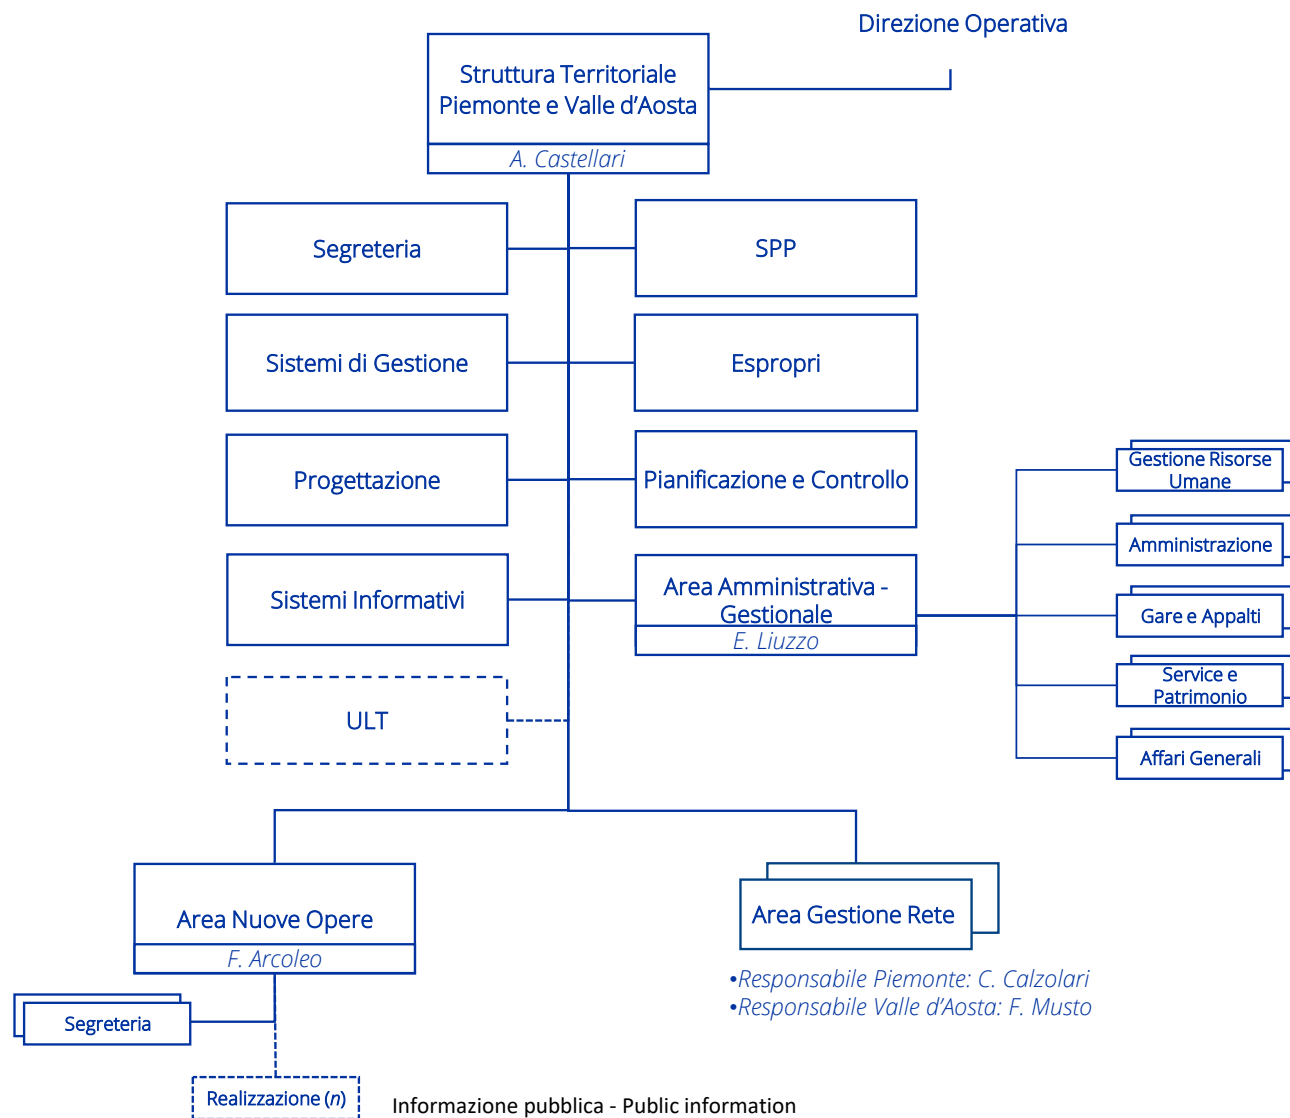 Direzione Operativa
Struttura Territoriale
Piemonte e Valle d'Aosta
A. Castellari
Segreteria
SPP
Sistemi di Gestione
Espropri
Progettazione
Pianificazione e Controllo
Gestione Risorse
Umane
Amministrazione
Sistemi Informativi
Area Amministrativa -
Gestionale
E. Liuzzo
Gare e Appalti
Service e
Patrimonio
ULT
Affari Generali
Area Nuove Opere
F. Arcoleo
Area Gestione Rete
•Responsabile Piemonte: C. Calzolari
•Responsabile Valle d'Aosta: F. Musto
Segreteria
Realizzazione (n)
Informazione pubblica - Public information